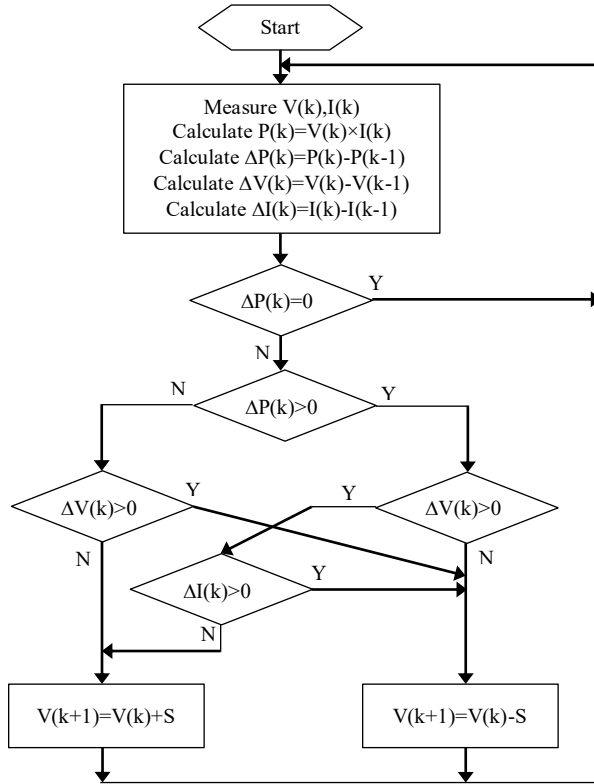 Start
Measure V(k),I(k)
Calculate P(k)=V(k)×I(k)
Calculate ΔP(k)=P(k)-P(k-1)
Calculate ΔV(k)=V(k)-V(k-1)
Calculate ΔI(k)=I(k)-I(k-1)
Y
ΔP(k)=0
N
N
Y
ΔP(k)>0
ΔV(k)>0
Y
Y
ΔV(k)>0
N
N
ΔI(k)>0
Y
N
V(k+1)=V(k)+S
V(k+1)=V(k)-S